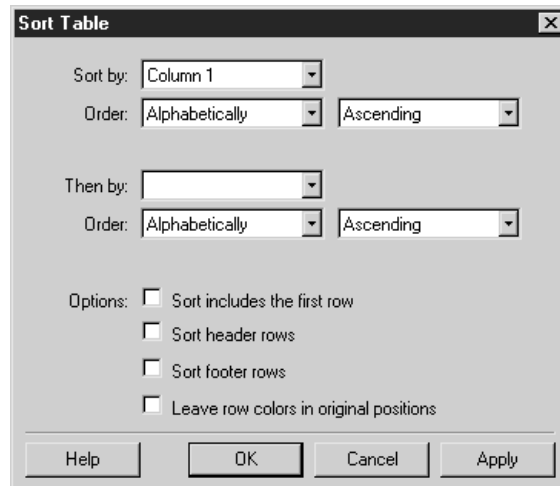 Sort Table
Sort by: Column 1
Order: Alphabetically Ascending
Then by:
Order: Alphabetically Ascending
Options: Sort includes the first row
Sort header rows
Sort footer rows
Leave row colors in original positions
Help OK Cancel Apply